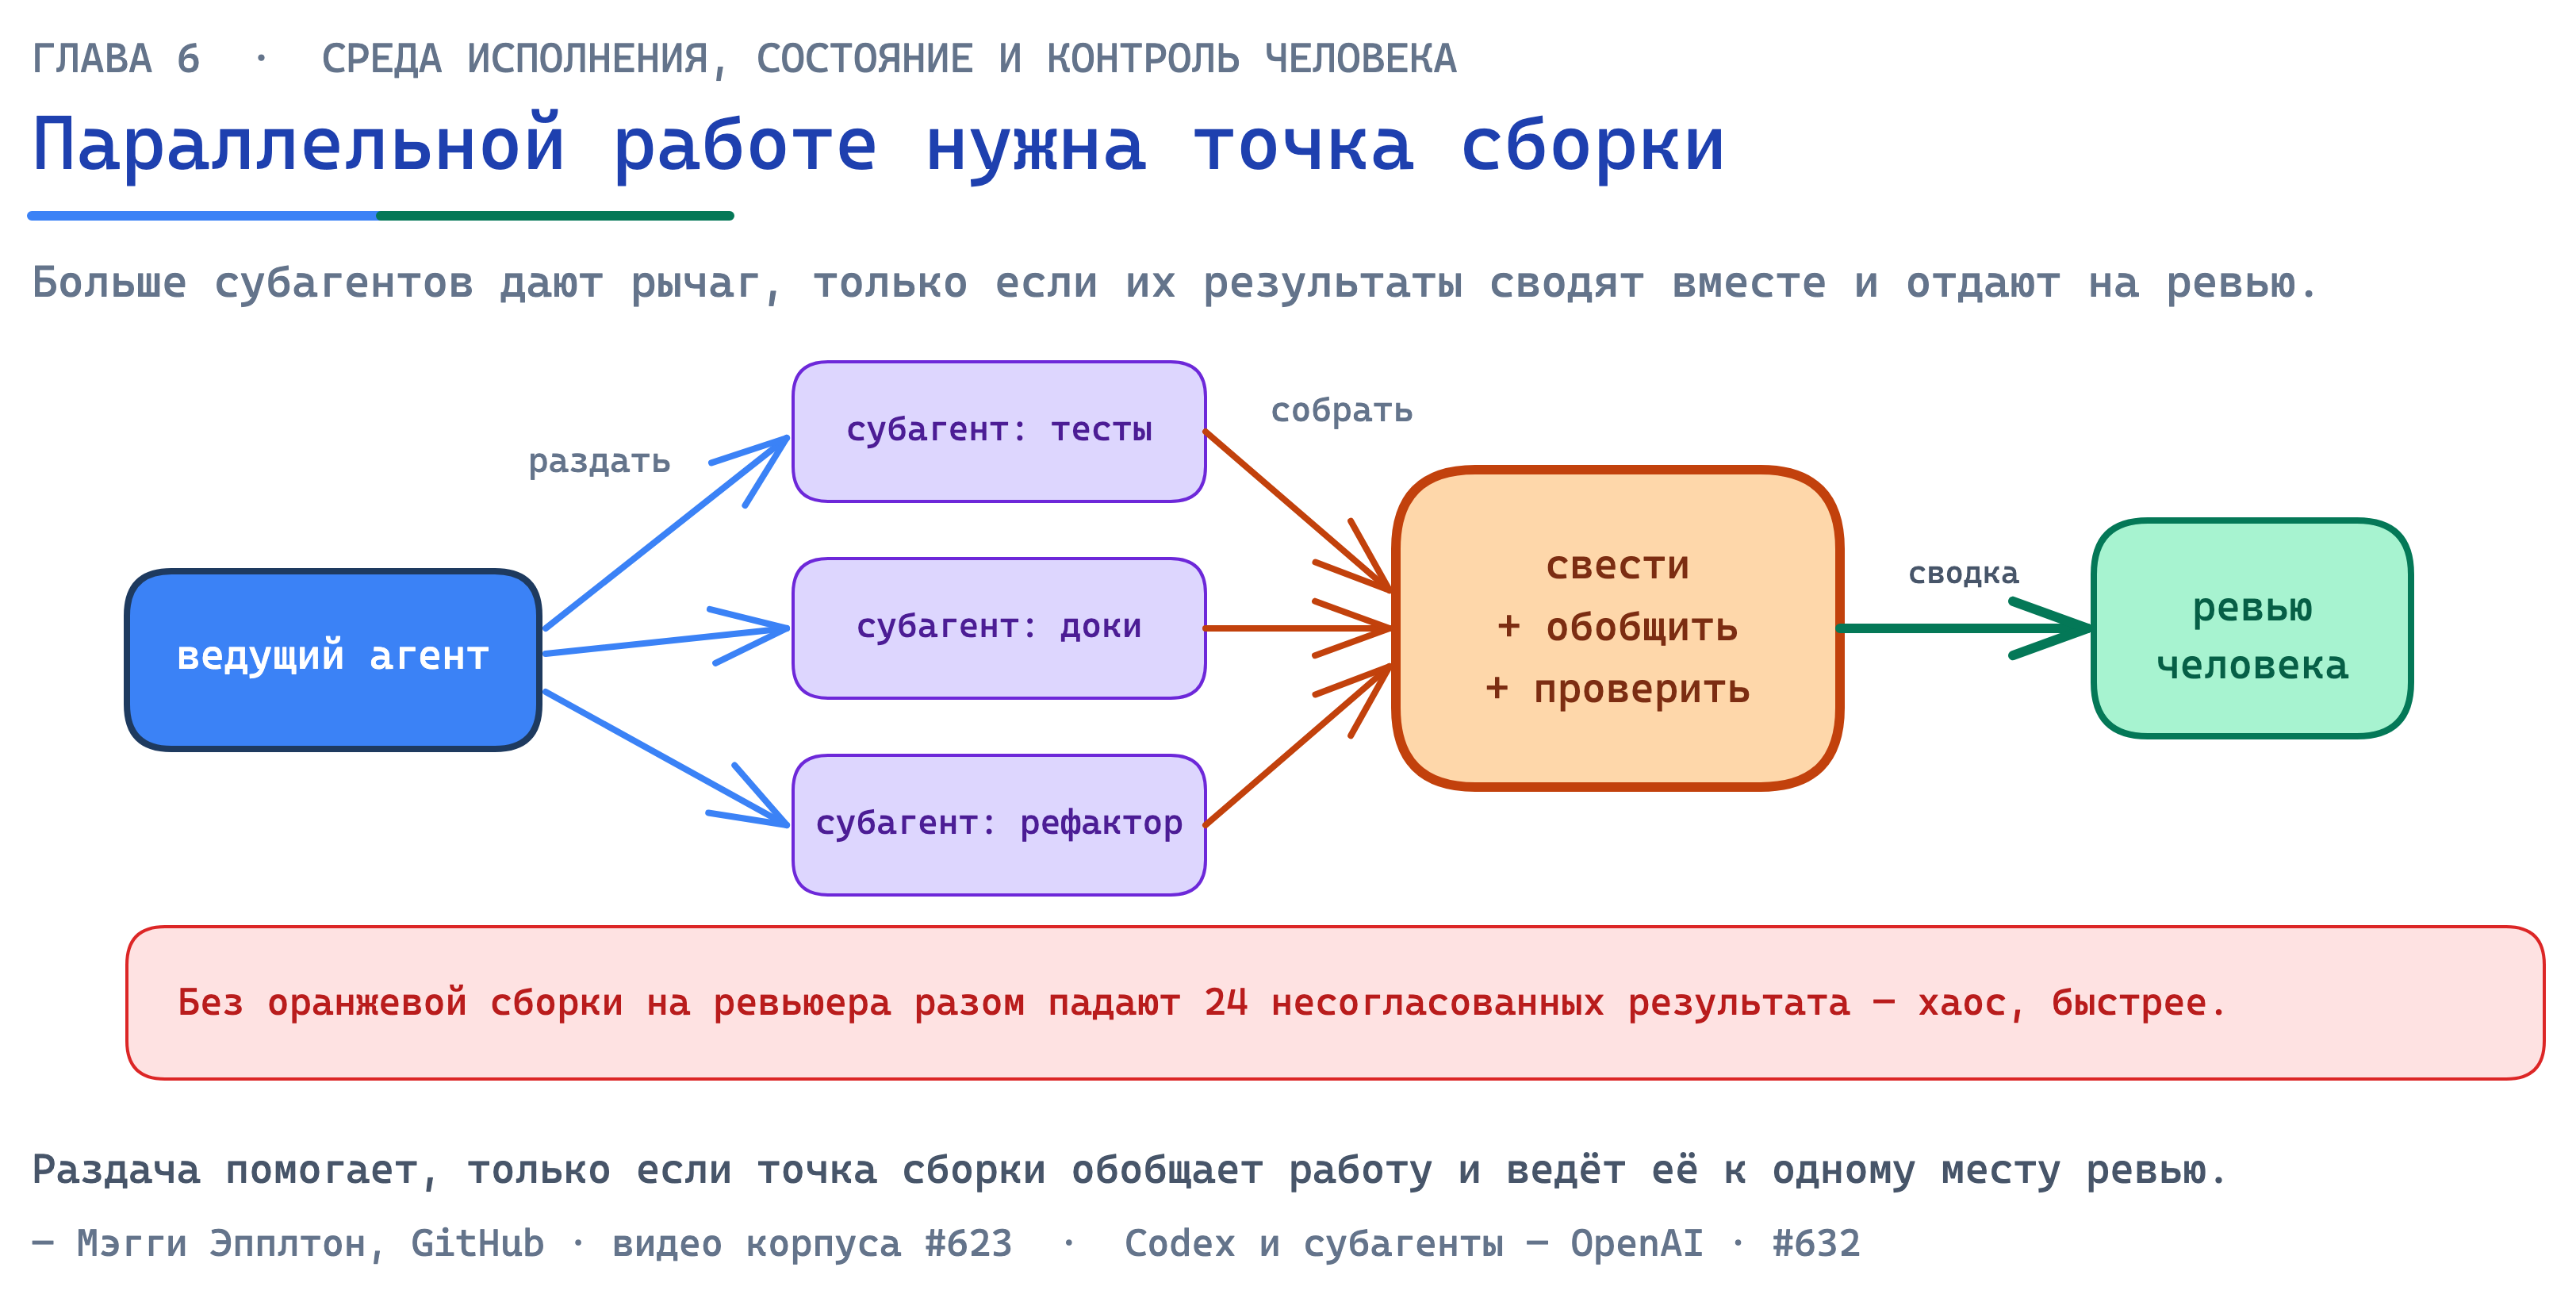 ГЛАВА 6 · СРЕДА ИСПОЛНЕНИЯ, СОСТОЯНИЕ И КОНТРОЛЬ ЧЕЛОВЕКА
Параллельной работе нужна точка сборки
Больше субагентов дают рычаг, только если их результаты сводят вместе и отдают на ревью.
раздать
собрать
ведущий агент
субагент: тесты
субагент: доки
субагент: рефактор
свести
+ обобщить
+ проверить
сводка
ревью
человека
Без оранжевой сборки на ревьюера разом падают 24 несогласованных результата — хаос, быстрее.
Раздача помогает, только если точка сборки обобщает работу и ведёт её к одному месту ревью.
— Мэгги Эпплтон, GitHub · видео корпуса #623 · Codex и субагенты — OpenAI · #632